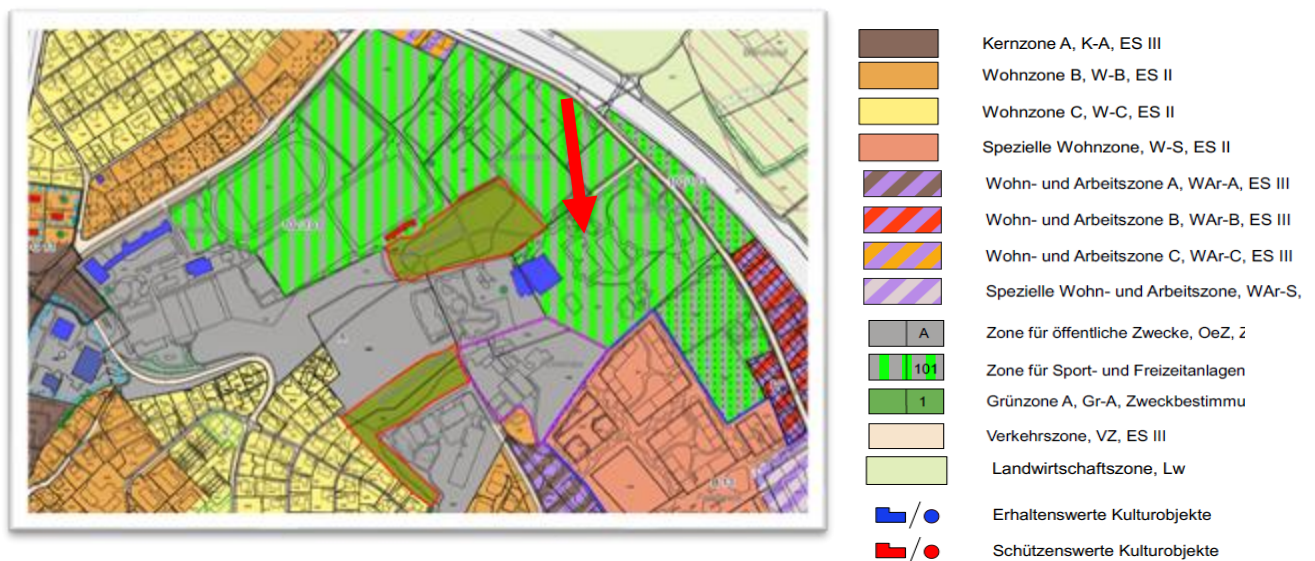 Kernzone A, K-A, ES III
Wohnzone B, W-B, ES II
Wohnzone C, W-C, ES II
Spezielle Wohnzone, W-S, ES II
Wohn- und Arbeitszone A, WAr-A, ES III
Wohn- und Arbeitszone B, WAr-B, ES III
Wohn- und Arbeitszone C, WAr-C, ES III
Spezielle Wohn- und Arbeitszone, WAr-S,
A Zone für öffentliche Zwecke, OeZ, Z
101 Zone für Sport- und Freizeitanlagen
1 Grünzone A, Gr-A, Zweckbestimmu
Verkehrszone, VZ, ES III
Landwirtschaftszone, Lw
Erhaltenswerte Kulturobjekte
Schützenswerte Kulturobjekte